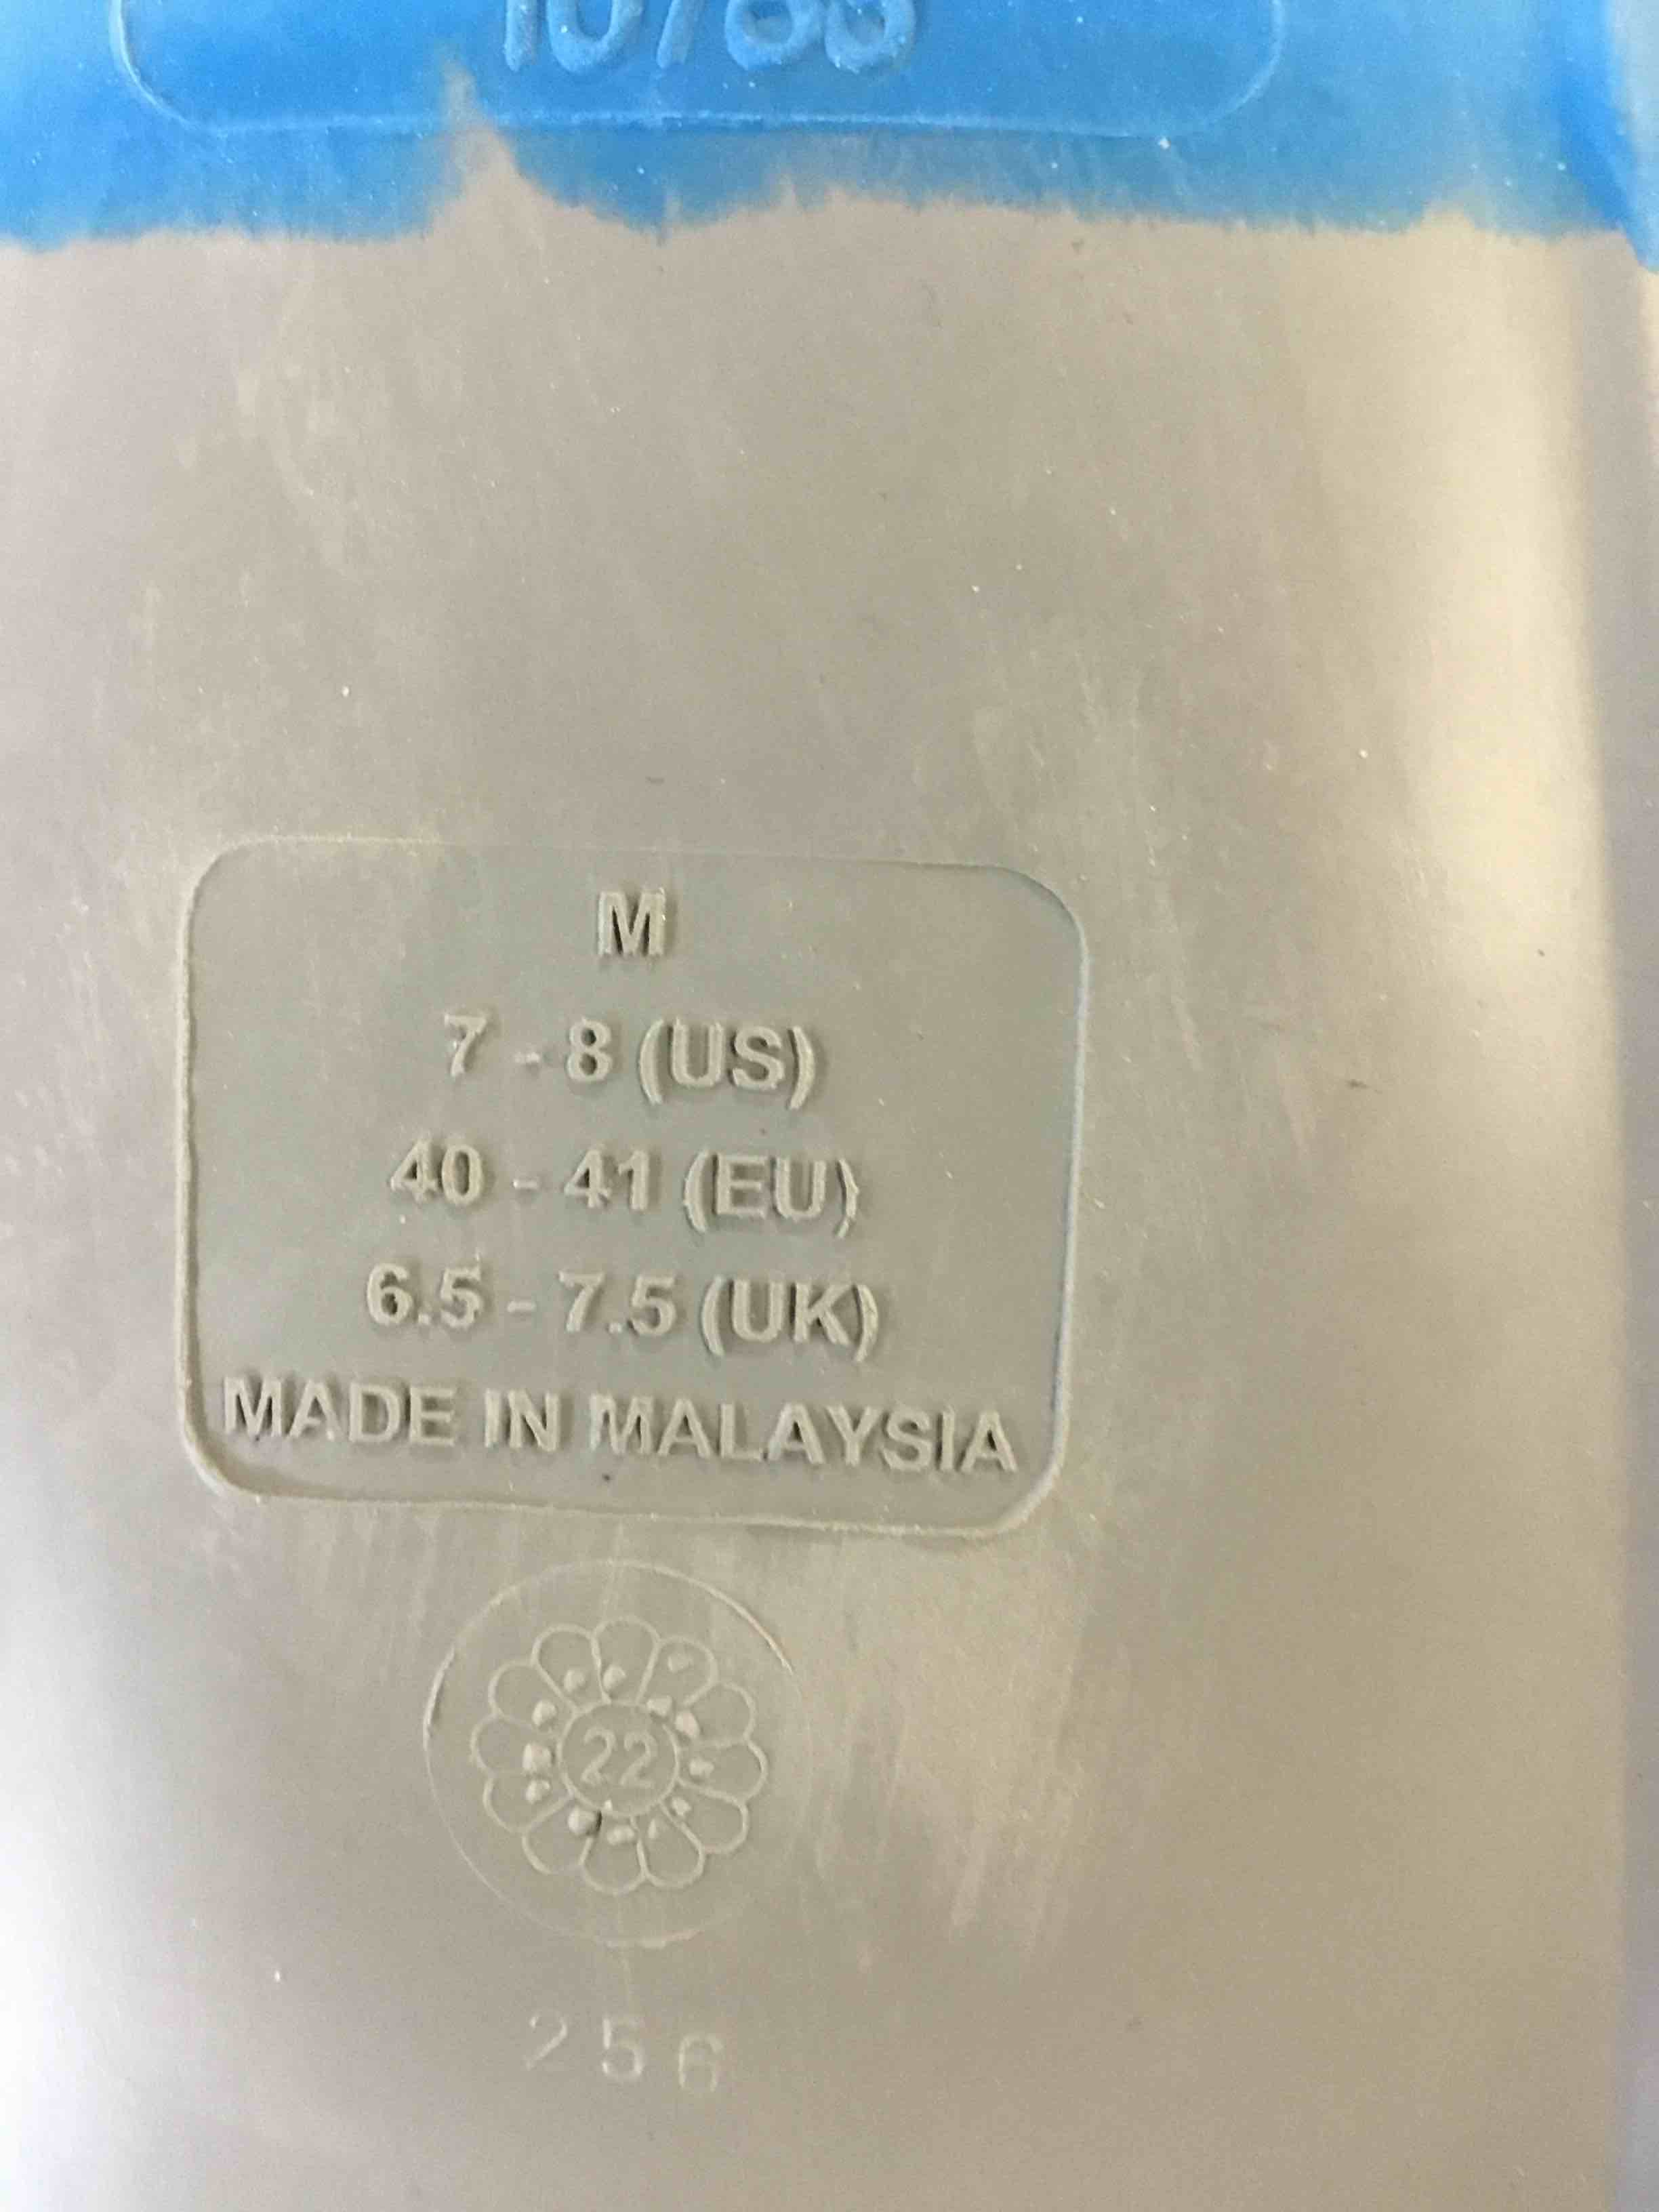 M
7 - 8 (US)
40 - 41 (EU)
6.5 - 7.5 (UK)
MADE IN MALAYSIA
22
256